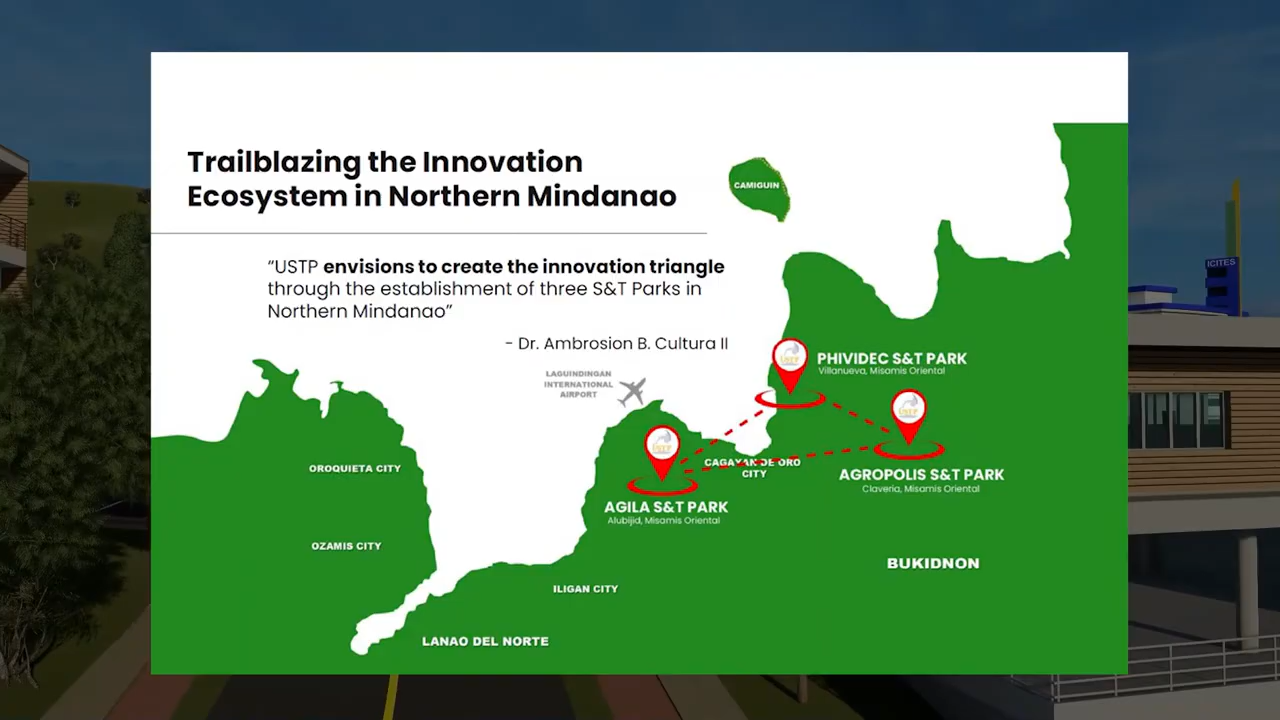 Trailblazing the Innovation
Ecosystem in Northern Mindanao
CAMIGUIN
“USTP envisions to create the innovation triangle
through the establishment of three S&T Parks in
Northern Mindanao”
- Dr. Ambrosion B. Cultura II
ICITES
LAGUINDINGAN
INTERNATIONAL
AIRPORT
USTP
PHIVIDEC S&T PARK
Villanueva, Misamis Oriental
USTP
USTP
AGILA S&T PARK
Alubijid, Misamis Oriental
CAGAYAN DE ORO
CITY
AGROPOLIS S&T PARK
Claveria, Misamis Oriental
OROQUIETA CITY
OZAMIS CITY
ILIGAN CITY
BUKIDNON
LANAO DEL NORTE